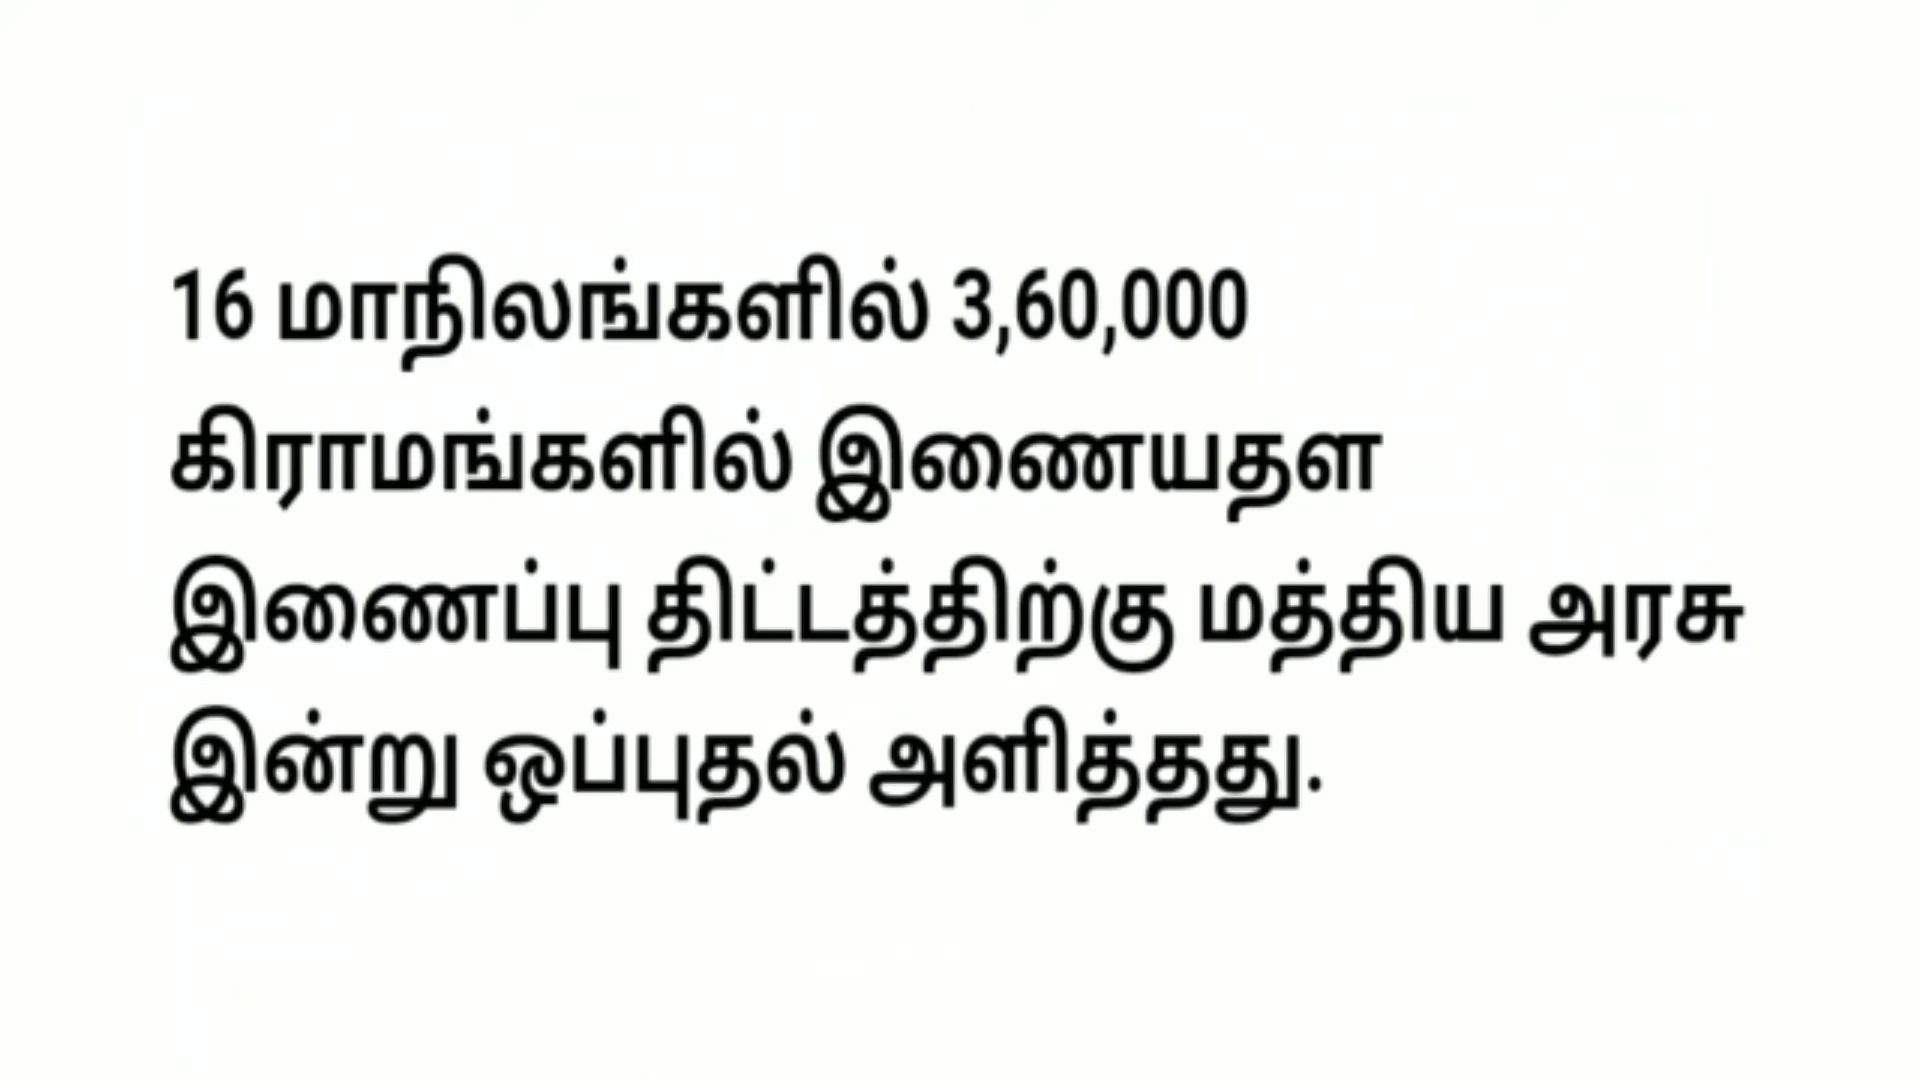 16 மாநிலங்களில் 3,60,000
கிராமங்களில் இணையதள
இணைப்பு திட்டத்திற்கு மத்திய அரசு
இன்று ஒப்புதல் அளித்தது.